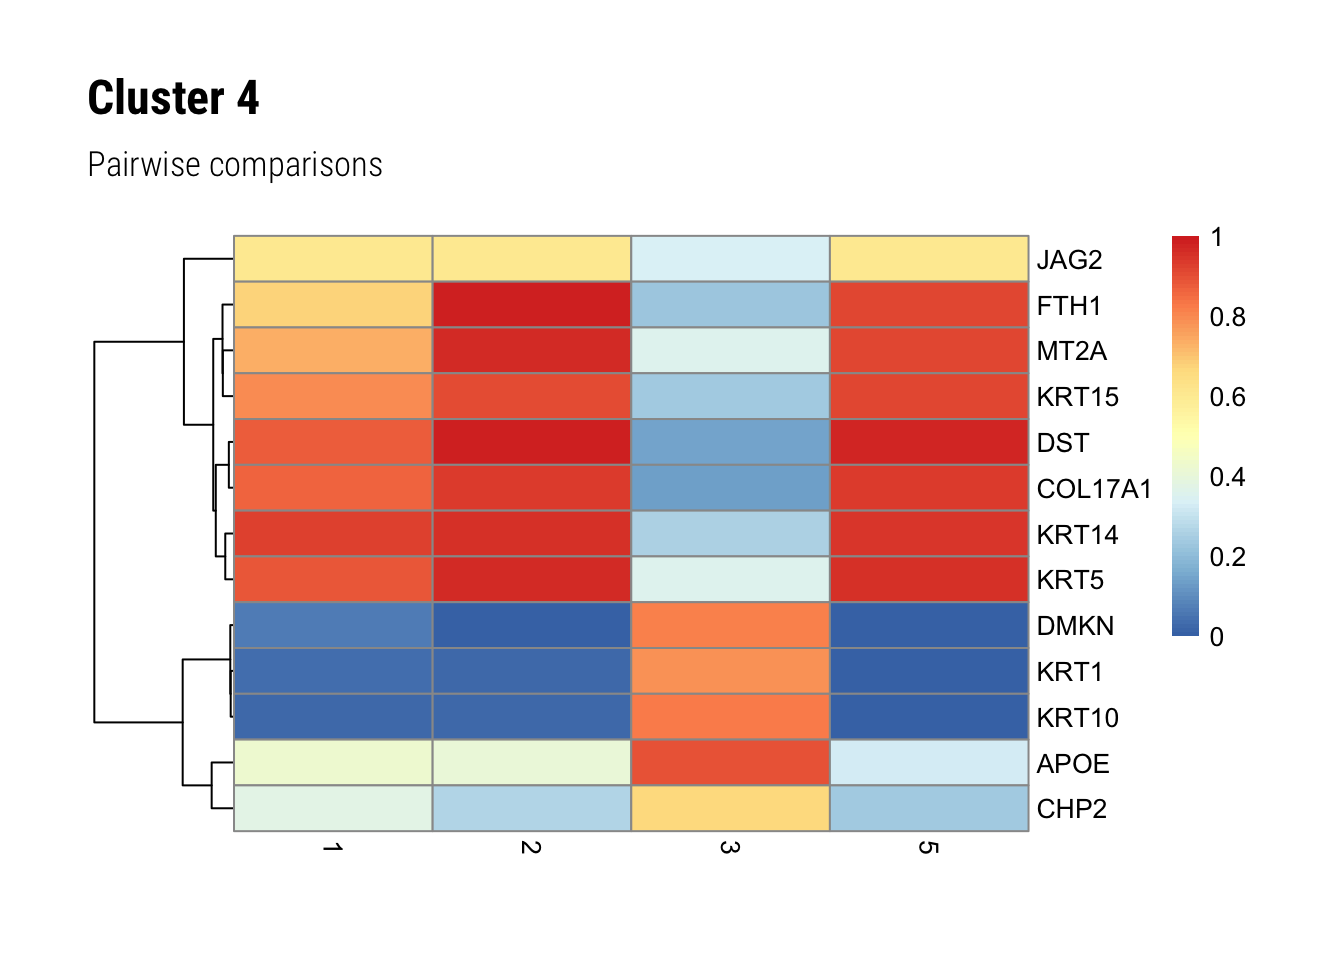 Cluster 4
Pairwise comparisons
JAG2
FTH1
MT2A
KRT15
DST
COL17A1
KRT14
KRT5
DMKN
KRT1
KRT10
APOE
CHP2
1
2
3
5
1
0.8
0.6
0.4
0.2
0